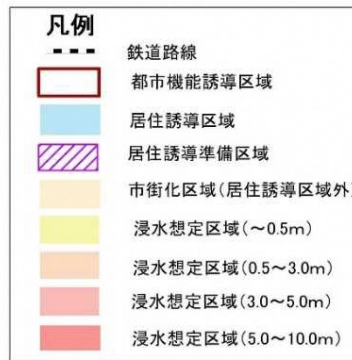 凡例
鉄道路線
都市機能誘導区域
居住誘導区域
居住誘導準備区域
市街化区域(居住誘導区域外)
浸水想定区域(～0.5m)
浸水想定区域(0.5～3.0m)
浸水想定区域(3.0～5.0m)
浸水想定区域(5.0～10.0m)